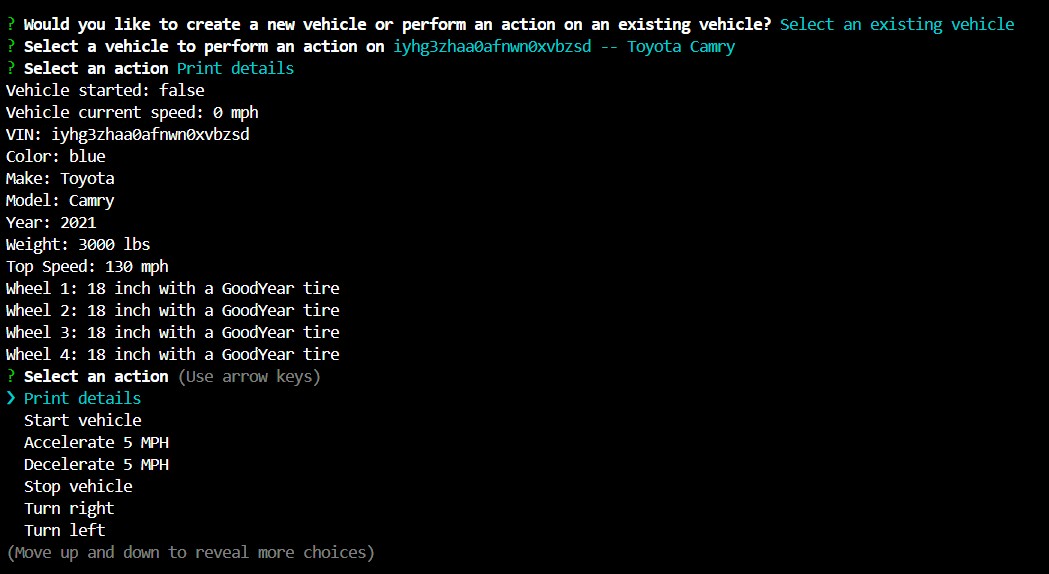 ? Would you like to create a new vehicle or perform an action on an existing vehicle? Select an existing vehicle
? Select a vehicle to perform an action on iyhg3zhaa0afnwn0xvbzsd -- Toyota Camry
? Select an action Print details
Vehicle started: false
Vehicle current speed: 0 mph
VIN: iyhg3zhaa0afnwn0xvbzsd
Color: blue
Make: Toyota
Model: Camry
Year: 2021
Weight: 3000 lbs
Top Speed: 130 mph
Wheel 1: 18 inch with a GoodYear tire
Wheel 2: 18 inch with a GoodYear tire
Wheel 3: 18 inch with a GoodYear tire
Wheel 4: 18 inch with a GoodYear tire
? Select an action (Use arrow keys)
❯ Print details
Start vehicle
Accelerate 5 MPH
Decelerate 5 MPH
Stop vehicle
Turn right
Turn left
(Move up and down to reveal more choices)